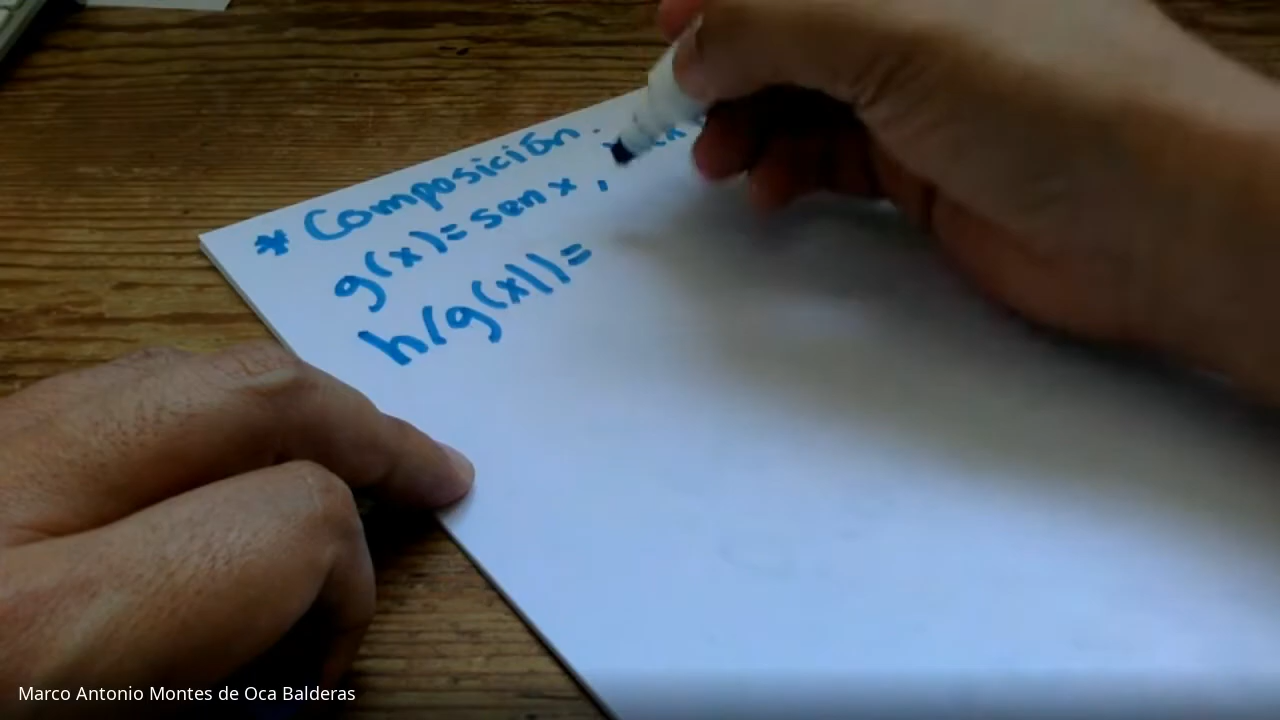 * Composición.
g(x)= sen x ,
h(g(x))=
Marco Antonio Montes de Oca Balderas